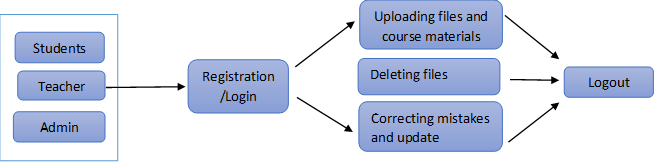 Students
Teacher
Admin
Registration
/Login
Uploading files and
course materials
Deleting files
Correcting mistakes
and update
Logout